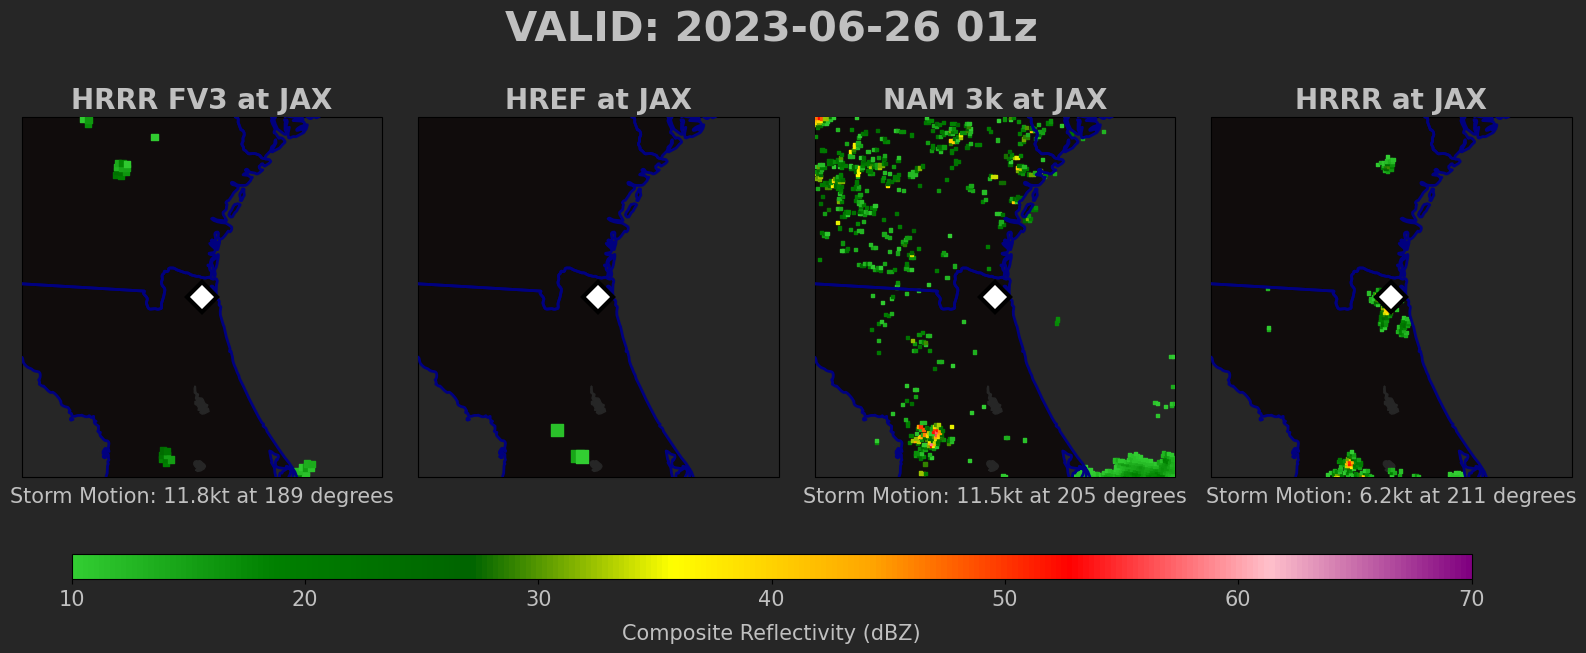 VALID: 2023-06-26 01z
HRRR FV3 at JAX
HREF at JAX
NAM 3k at JAX
HRRR at JAX
Storm Motion: 11.8kt at 189 degrees
Storm Motion: 11.5kt at 205 degrees
Storm Motion: 6.2kt at 211 degrees
10 20 30 40 50 60 70
Composite Reflectivity (dBZ)